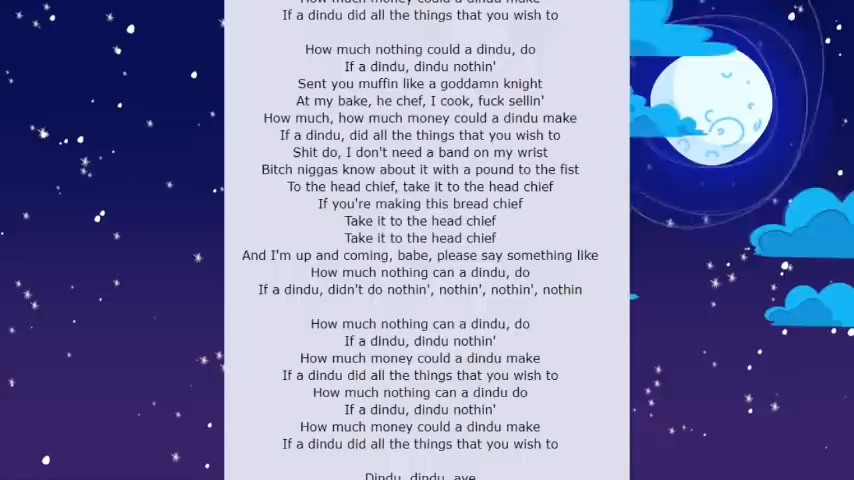 How much money could a dindu make
If a dindu did all the things that you wish to
How much nothing could a dindu, do
If a dindu, dindu nothin'
Sent you muffin like a goddamn knight
At my bake, he chef, I cook, fuck sellin'
How much, how much money could a dindu make
If a dindu, did all the things that you wish to
Shit do, I don't need a band on my wrist
Bitch niggas know about it with a pound to the fist
To the head chief, take it to the head chief
If you're making this bread chief
Take it to the head chief
Take it to the head chief
And I'm up and coming, babe, please say something like
How much nothing can a dindu, do
If a dindu, didn't do nothin', nothin', nothin', nothin
How much nothing can a dindu, do
If a dindu, dindu nothin'
How much money could a dindu make
If a dindu did all the things that you wish to
How much nothing can a dindu do
If a dindu, dindu nothin'
How much money could a dindu make
If a dindu did all the things that you wish to
Dindu, dindu, aye